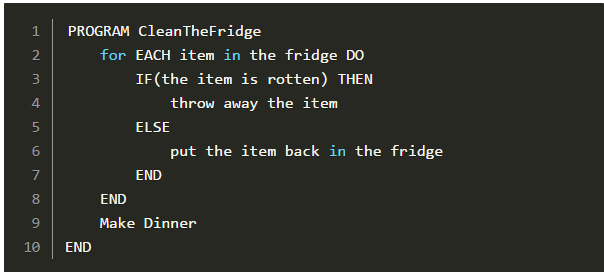 1 PROGRAM CleanTheFridge
2 for EACH item in the fridge DO
3 IF(the item is rotten) THEN
4 throw away the item
5 ELSE
6 put the item back in the fridge
7 END
8 END
9 Make Dinner
10 END